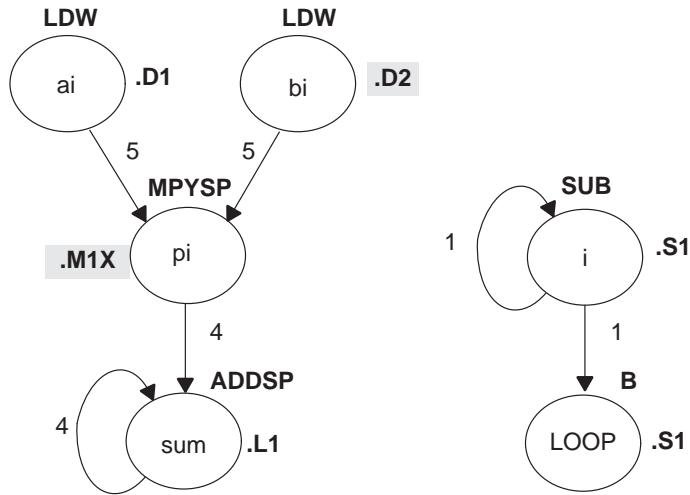 LDW
LDW
ai
.D1
bi
.D2
5
5
MPYSP
SUB
.M1X
pi
1
i
.S1
4
1
ADDSP
B
4
sum
.L1
LOOP
.S1